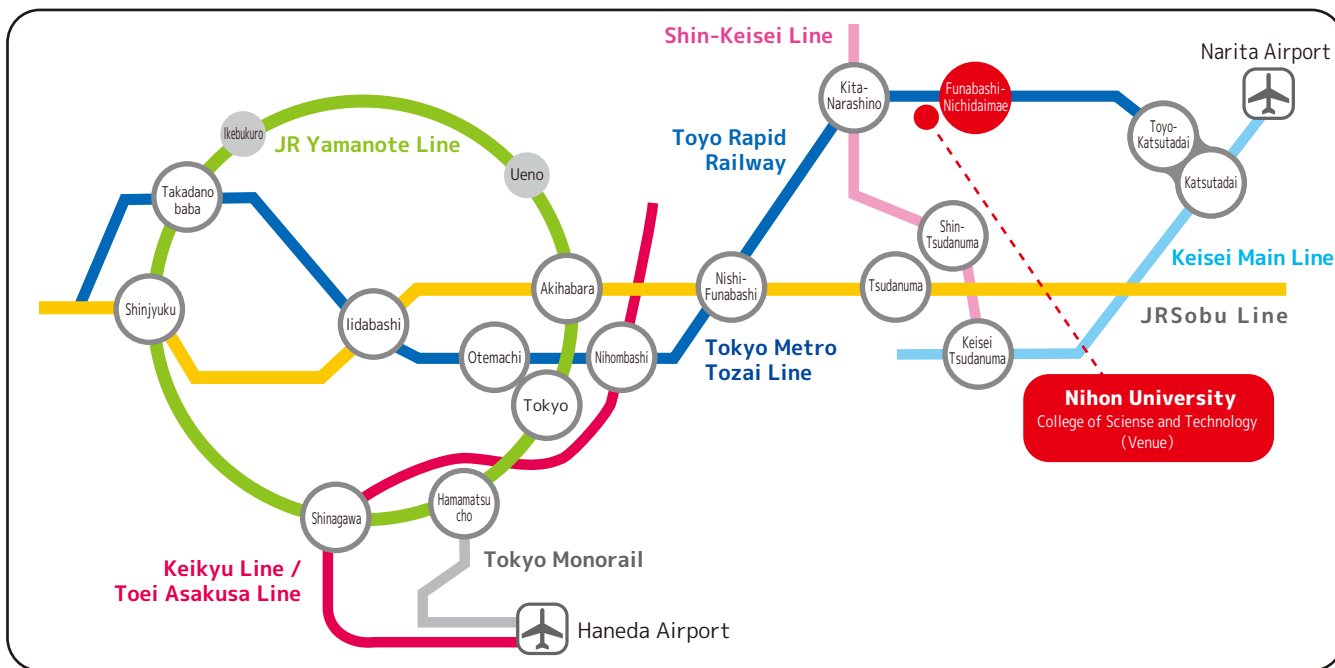 Shin-Keisei Line
Narita Airport
Kita-
Narashino
Funabashi-
Nichidaimae
Toyo-
Katsutadai
Katsutadai
Ikebukuro
JR Yamanote Line
Ueno
Toyo Rapid
Railway
Takadano
baba
Shin-
Tsudanuma
Keisei Main Line
Shinjyuku
Iidabashi
Akihabara
Nishi-
Funabashi
Tsudanuma
JRSobu Line
Otemachi
Nihombashi
Tokyo Metro
Tozai Line
Keisei
Tsudanuma
Tokyo
Nihon University
College of Sciense and Technology
(Venue)
Shinagawa
Hamamatsu
cho
Keikyu Line /
Toei Asakusa Line
Tokyo Monorail
Haneda Airport